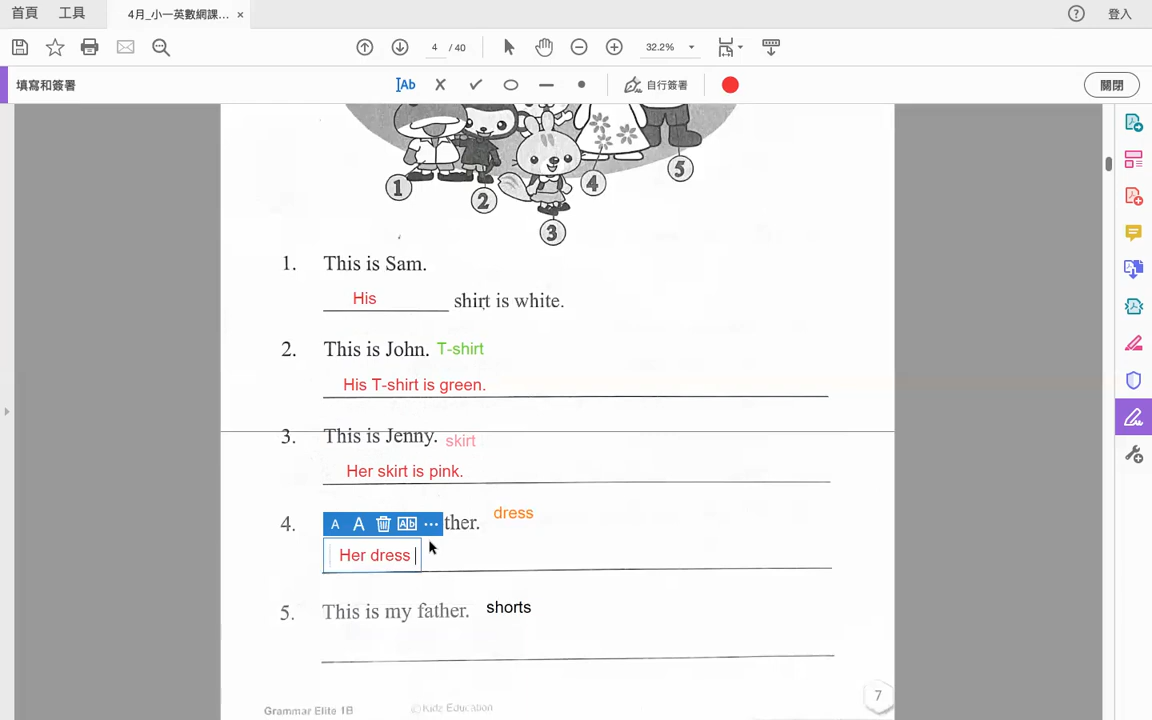 首頁 工具 4月_小一英數網課... × ? 登入
4 / 40 32.2%
填寫和簽署 Ab 自行簽署 關閉
1 2 3 4 5
1. This is Sam.
His shirt is white.
2. This is John. T-shirt
His T-shirt is green.
3. This is Jenny. skirt
Her skirt is pink.
A A Ab ...
4. ther. dress
Her dress
5. This is my father. shorts
7
Grammar Elite 1B ©Kidz Education